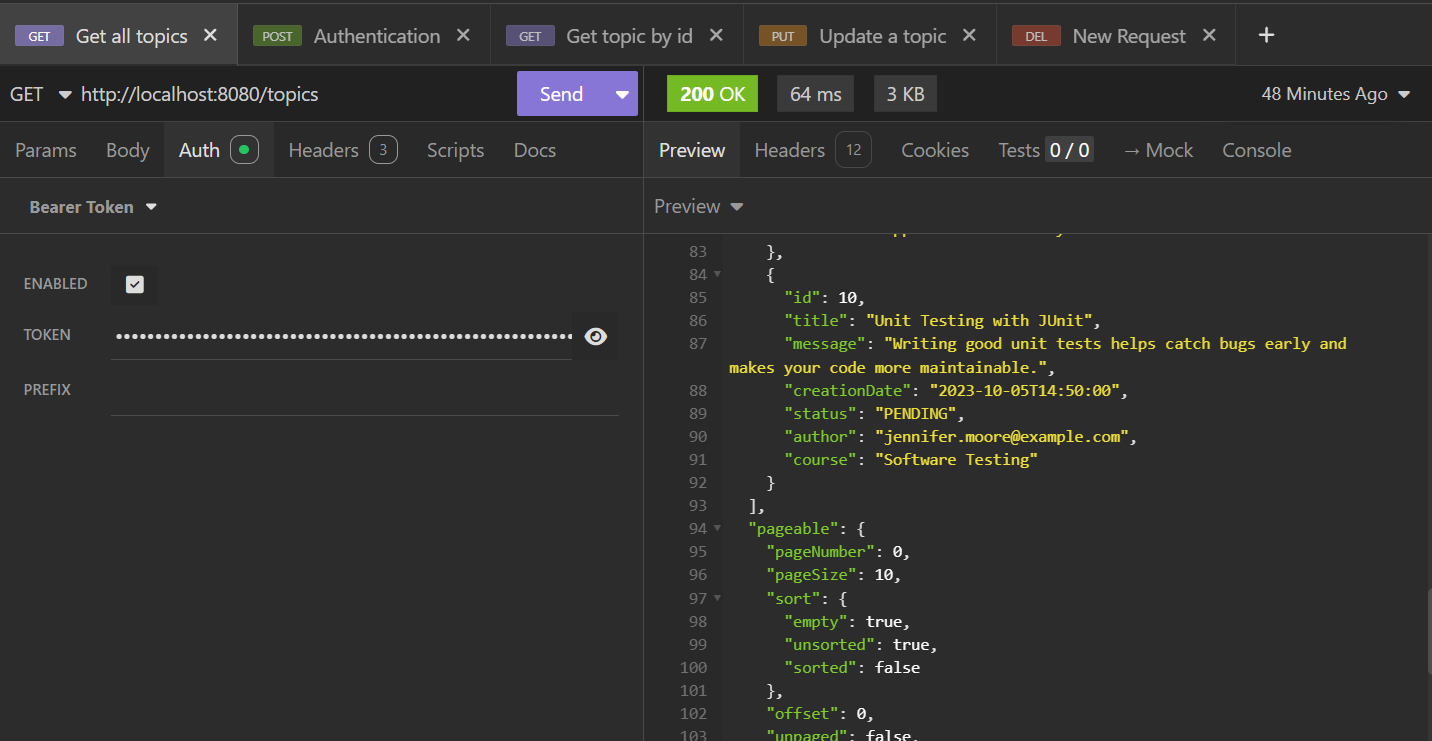 GET Get all topics ✕ POST Authentication ✕ GET Get topic by id ✕ PUT Update a topic ✕ DEL New Request ✕ +
GET http://localhost:8080/topics Send 200 OK 64 ms 3 KB 48 Minutes Ago
Params Body Auth Headers 3 Scripts Docs Preview Headers 12 Cookies Tests 0 / 0 → Mock Console
Bearer Token
ENABLED
TOKEN ••••••••••••••••••••••••••••••••••••••••••••••••••••••••••
PREFIX
Preview
83 },
84 {
85 "id": 10,
86 "title": "Unit Testing with JUnit",
87 "message": "Writing good unit tests helps catch bugs early and
makes your code more maintainable.",
88 "creationDate": "2023-10-05T14:50:00",
89 "status": "PENDING",
90 "author": "jennifer.moore@example.com",
91 "course": "Software Testing"
92 }
93 ],
94 "pageable": {
95 "pageNumber": 0,
96 "pageSize": 10,
97 "sort": {
98 "empty": true,
99 "unsorted": true,
100 "sorted": false
101 },
102 "offset": 0,
103 "unpaged": false,